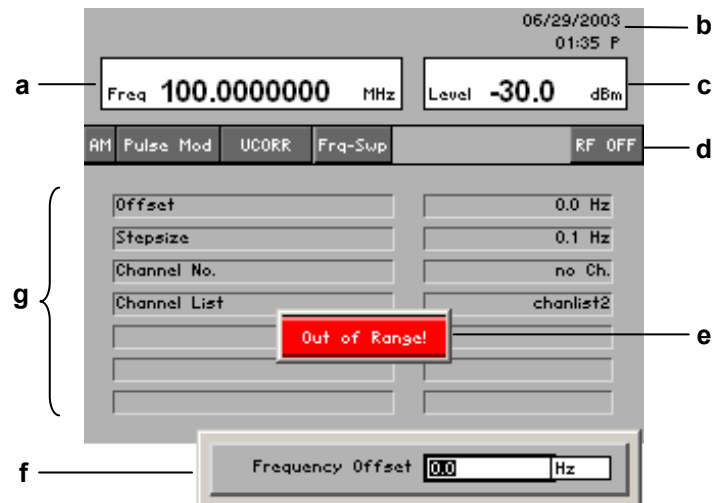 06/29/2003
01:35 P
b
a
Freq 100.0000000 MHz
Level -30.0 dBm
c
AM Pulse Mod UCORR Frq-Swp RF OFF
d
g
Offset 0.0 Hz
Stepsize 0.1 Hz
Channel No. no Ch.
Channel List chanlist2
Out of Range!
e
f
Frequency Offset 0.0 Hz